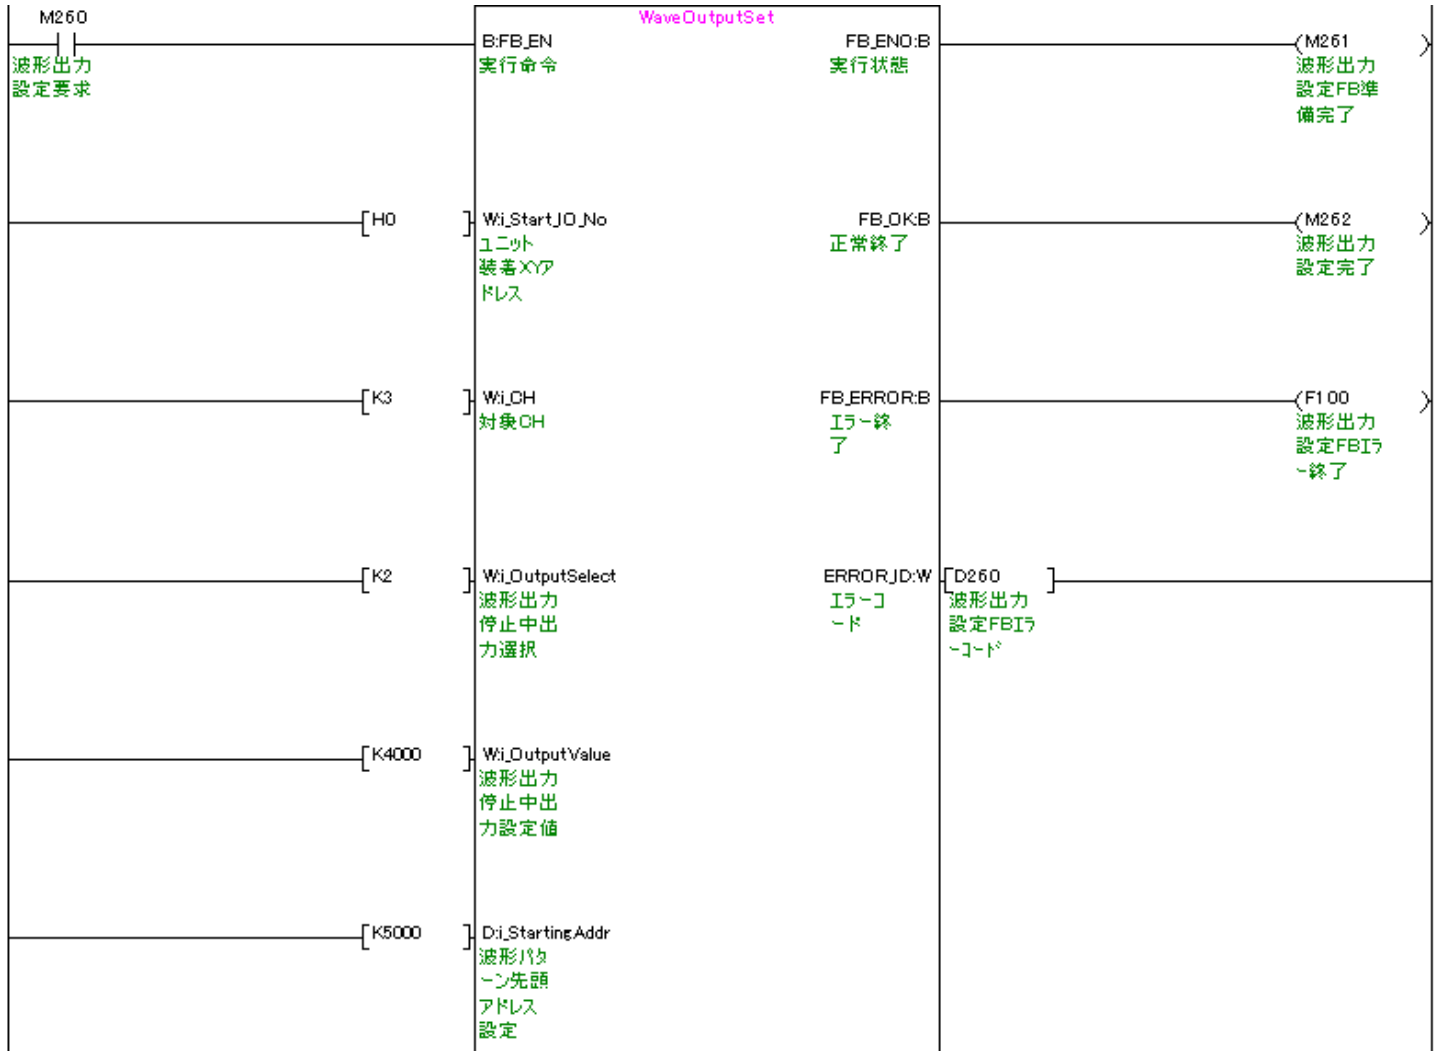 M260
WaveOutputSet
B:FB_EN
FB_ENO:B
(M261 )
波形出力
設定要求
実行命令
実行状態
波形出力
設定FB準
備完了
[H0 ]
W:i_Start_IO_No
FB_OK:B
(M262 )
ユニット
装着XYア
ドレス
正常終了
波形出力
設定完了
[K3 ]
W:i_CH
FB_ERROR:B
(F100 )
対象CH
エラー終
了
波形出力
設定FBエラ
ー終了
[K2 ]
W:i_OutputSelect
ERROR_ID:W
[D260 ]
波形出力
停止中出
力選択
エラーコ
ード
波形出力
設定FBエラ
ーコード
[K4000 ]
W:i_OutputValue
波形出力
停止中出
力設定値
[K5000 ]
D:i_StartingAddr
波形パタ
ーン先頭
アドレス
設定